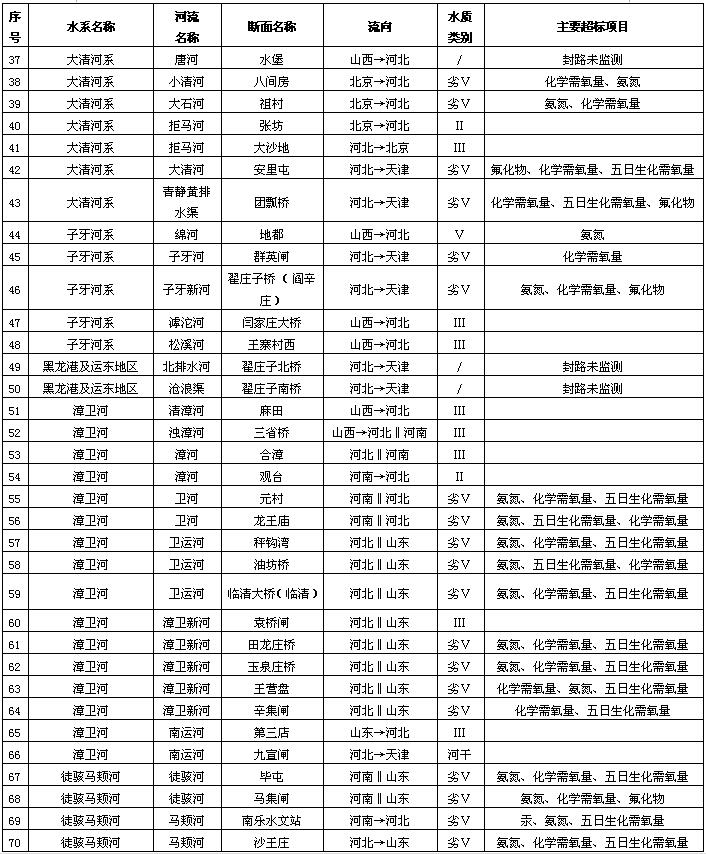 序号 水系名称 河流名称 断面名称 流向 水质类别 主要超标项目
37 大清河系 唐河 水堡 山西→河北 / 封路未监测
38 大清河系 小清河 八间房 北京→河北 劣Ⅴ 化学需氧量、氨氮
39 大清河系 大石河 祖村 北京→河北 劣Ⅴ 氨氮、化学需氧量
40 大清河系 拒马河 张坊 北京→河北 II
41 大清河系 拒马河 大沙地 河北→北京 III
42 大清河系 大清河 安里屯 河北→天津 劣Ⅴ 氟化物、化学需氧量、五日生化需氧量
43 大清河系 青静黄排水渠 团瓢桥 河北→天津 劣Ⅴ 化学需氧量、五日生化需氧量、氟化物
44 子牙河系 绵河 地都 山西→河北 Ⅴ 氨氮
45 子牙河系 子牙河 群英闸 河北→天津 劣Ⅴ 化学需氧量
46 子牙河系 子牙新河 翟庄子桥（阎辛庄） 河北→天津 劣Ⅴ 氨氮、化学需氧量、氟化物
47 子牙河系 滹沱河 闫家庄大桥 山西→河北 III
48 子牙河系 松溪河 王寨村西 山西→河北 III
49 黑龙港及运东地区 北排水河 翟庄子北桥 河北→天津 / 封路未监测
50 黑龙港及运东地区 沧浪渠 翟庄子南桥 河北→天津 / 封路未监测
51 漳卫河 清漳河 麻田 山西→河北 III
52 漳卫河 浊漳河 三省桥 山西→河北‖河南 III
53 漳卫河 漳河 合漳 河北‖河南 III
54 漳卫河 漳河 观台 河南→河北 II
55 漳卫河 卫河 元村 河南‖河北 劣Ⅴ 氨氮、化学需氧量、五日生化需氧量
56 漳卫河 卫河 龙王庙 河南‖河北 劣Ⅴ 氨氮、五日生化需氧量、化学需氧量
57 漳卫河 卫运河 秤钩湾 河北‖山东 劣Ⅴ 氨氮、化学需氧量、五日生化需氧量
58 漳卫河 卫运河 油坊桥 河北‖山东 劣Ⅴ 氨氮、五日生化需氧量、化学需氧量
59 漳卫河 卫运河 临清大桥（临清） 河北‖山东 劣Ⅴ 氨氮、化学需氧量、五日生化需氧量
60 漳卫河 漳卫新河 袁桥闸 河北‖山东 III
61 漳卫河 漳卫新河 田龙庄桥 河北‖山东 劣Ⅴ 氨氮、化学需氧量、五日生化需氧量
62 漳卫河 漳卫新河 玉泉庄桥 河北‖山东 劣Ⅴ 氨氮、化学需氧量、五日生化需氧量
63 漳卫河 漳卫新河 王营盘 河北‖山东 劣Ⅴ 化学需氧量、氨氮、五日生化需氧量
64 漳卫河 漳卫新河 辛集闸 河北‖山东 劣Ⅴ 化学需氧量、五日生化需氧量
65 漳卫河 南运河 第三店 山东→河北 III
66 漳卫河 南运河 九宣闸 河北→天津 河干
67 徒骇马颊河 徒骇河 毕屯 河南‖山东 劣Ⅴ 氨氮、化学需氧量、五日生化需氧量
68 徒骇马颊河 徒骇河 马集闸 河南‖山东 劣Ⅴ 氨氮、化学需氧量、氟化物
69 徒骇马颊河 马颊河 南乐水文站 河南→河北 劣Ⅴ 汞、氨氮、五日生化需氧量
70 徒骇马颊河 马颊河 沙王庄 河北→山东 劣Ⅴ 氨氮、化学需氧量、五日生化需氧量